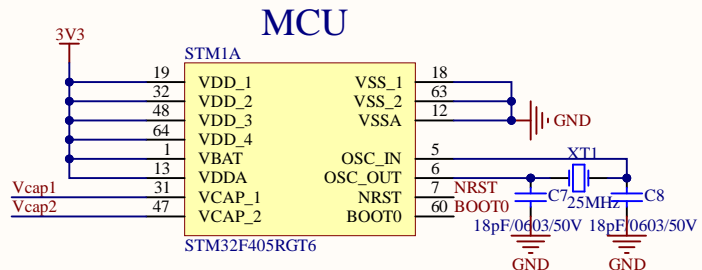 MCU
3V3
STM1A
19 VDD_1 VSS_1 18
32 VDD_2 VSS_2 63
48 VDD_3 VSSA 12
GND
64 VDD_4
1 VBAT OSC_IN 5
XT1
13 VDDA OSC_OUT 6
Vcap1 31 VCAP_1 NRST 7 NRST
C7 25MHz C8
Vcap2 47 VCAP_2 BOOT0 60 BOOT0
18pF/0603/50V 18pF/0603/50V
STM32F405RGT6
GND GND